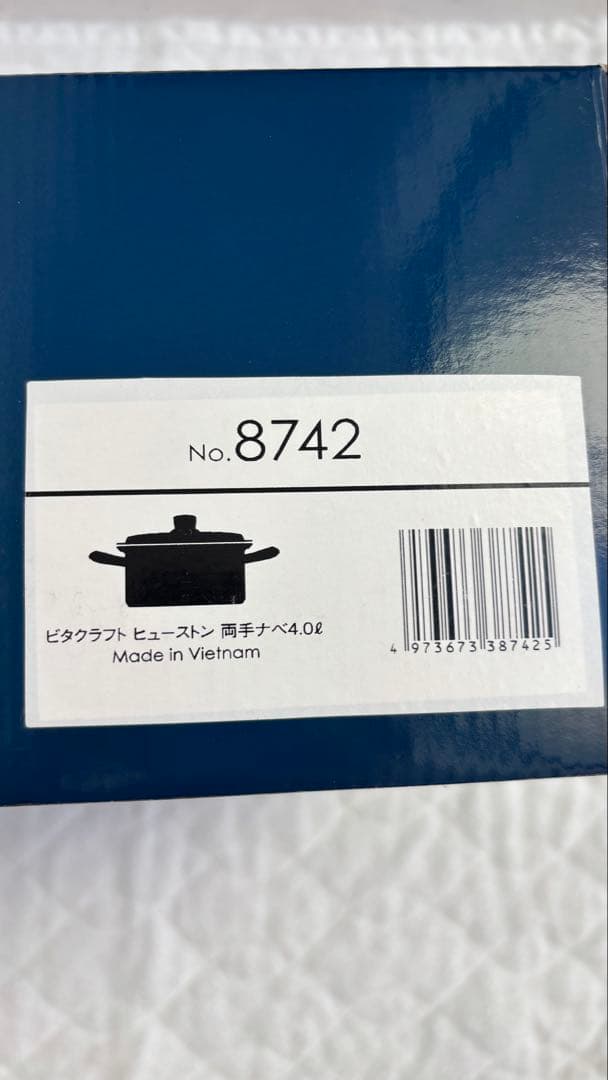 No.8742
ビタクラフト ヒューストン 両手ナベ4.0ℓ
Made in Vietnam
4 973673 387425